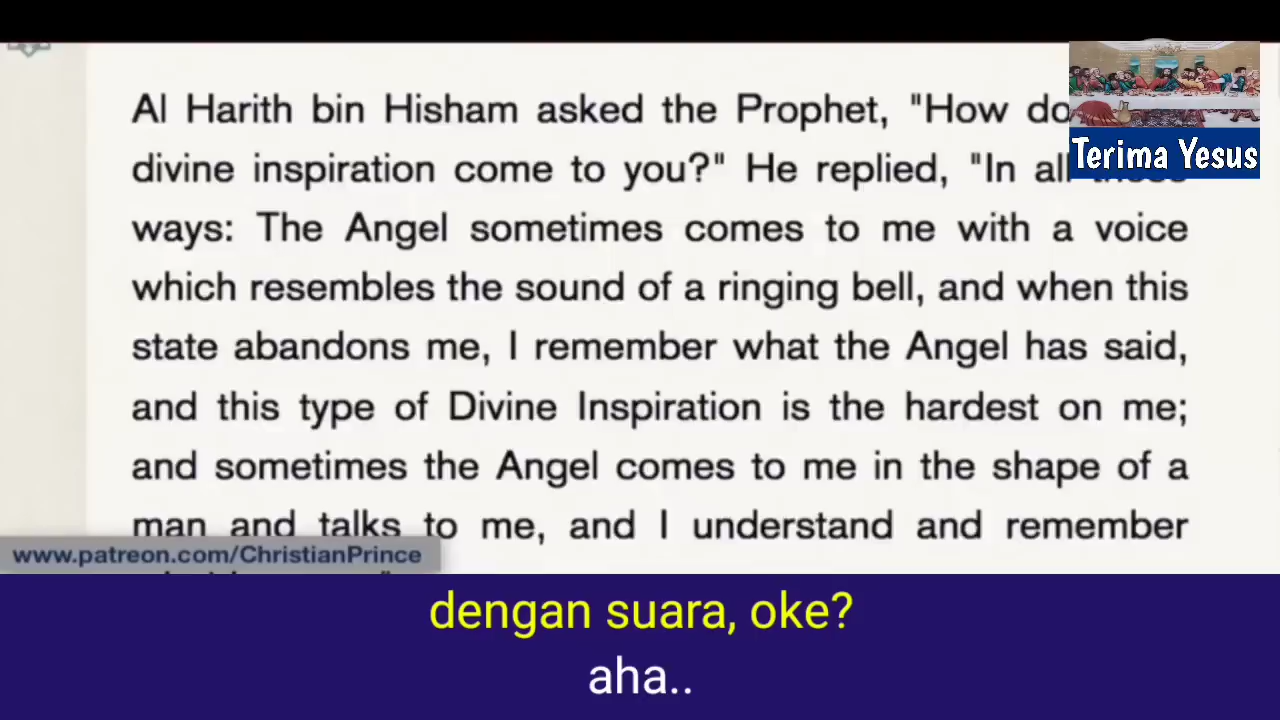 Al Harith bin Hisham asked the Prophet, "How do
divine inspiration come to you?" He replied, "In all
ways: The Angel sometimes comes to me with a voice
which resembles the sound of a ringing bell, and when this
state abandons me, I remember what the Angel has said,
and this type of Divine Inspiration is the hardest on me;
and sometimes the Angel comes to me in the shape of a
man and talks to me, and I understand and remember
Terima Yesus
www.patreon.com/ChristianPrince
dengan suara, oke?
aha..